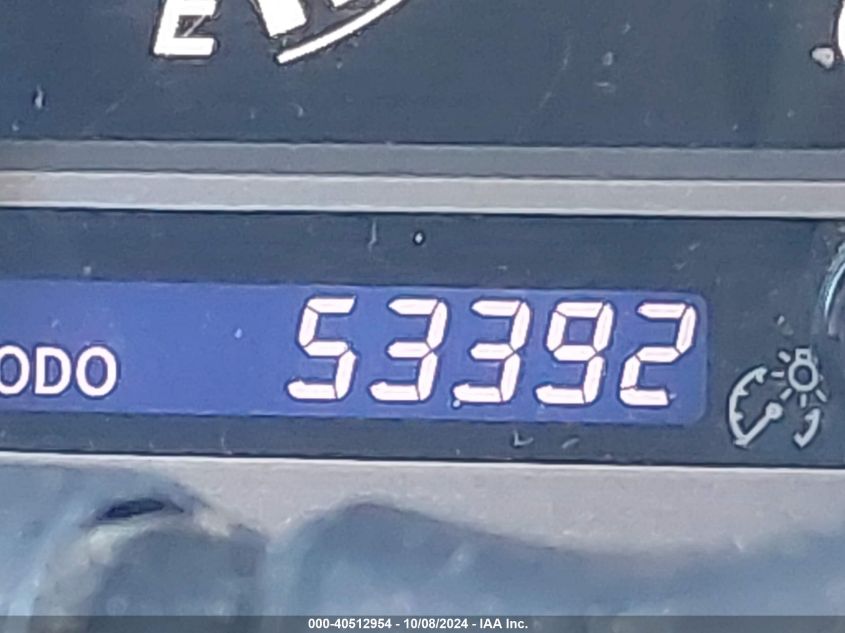 E
ODO 53392
000-40512954 - 10/08/2024 - IAA Inc.